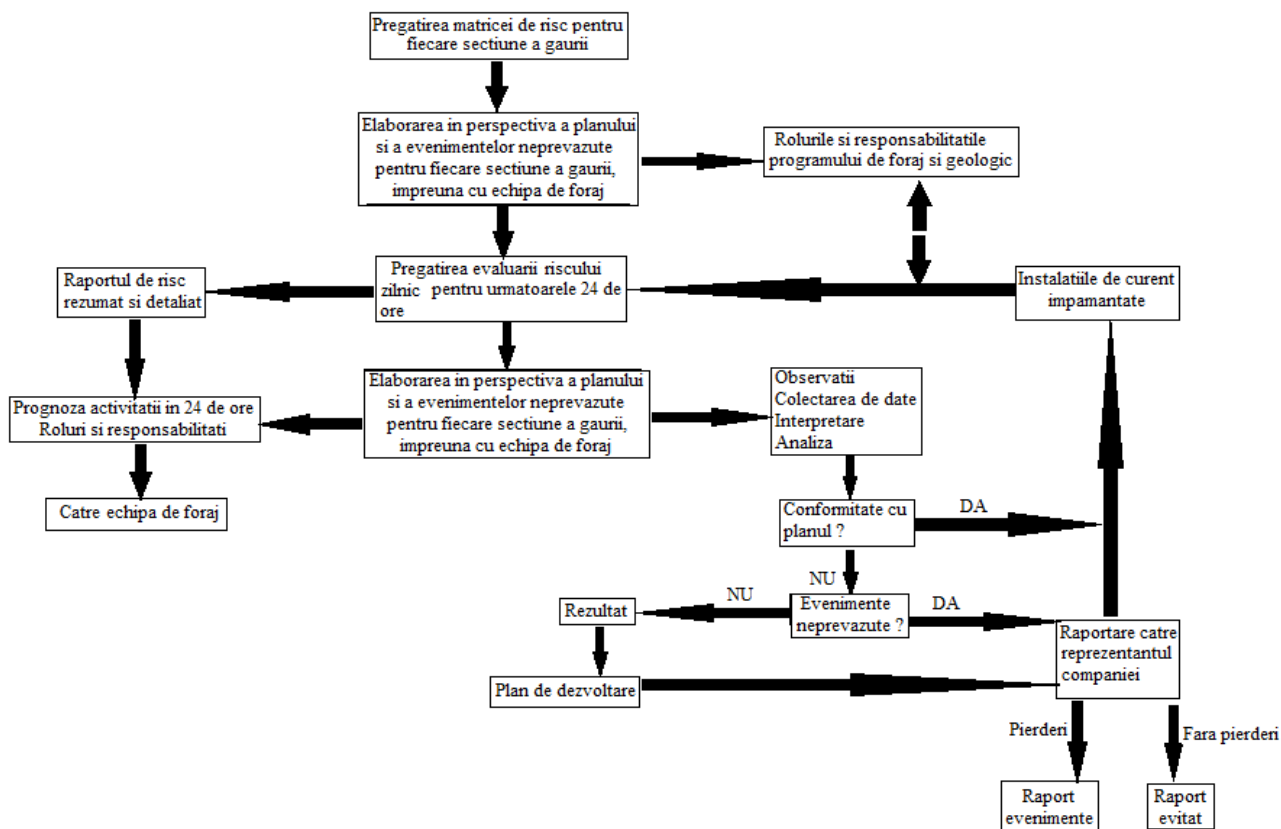 Pregatirea matricei de risc pentru
fiecare sectiune a gaurii
Elaborarea in perspectiva a planului
si a evenimentelor neprevazute
pentru fiecare sectiune a gaurii,
impreuna cu echipa de foraj
Rolurile si responsabilitatile
programului de foraj si geologic
Raportul de risc
rezumat si detaliat
Pregatirea evaluarii riscului
zilnic pentru urmatoarele 24 de
ore
Instalatiile de curent
impamantate
Prognoza activitatii in 24 de ore
Roluri si responsabilitati
Elaborarea in perspectiva a planului
si a evenimentelor neprevazute
pentru fiecare sectiune a gaurii,
impreuna cu echipa de foraj
Observatii
Colectarea de date
Interpretare
Analiza
Catre echipa de foraj
Conformitate cu
planul ?
DA
NU
Rezultat
NU
Evenimente
neprevazute ?
DA
Raportare catre
reprezentantul
companiei
Plan de dezvoltare
Pierderi
Fara pierderi
Raport
evenimente
Raport
evitat